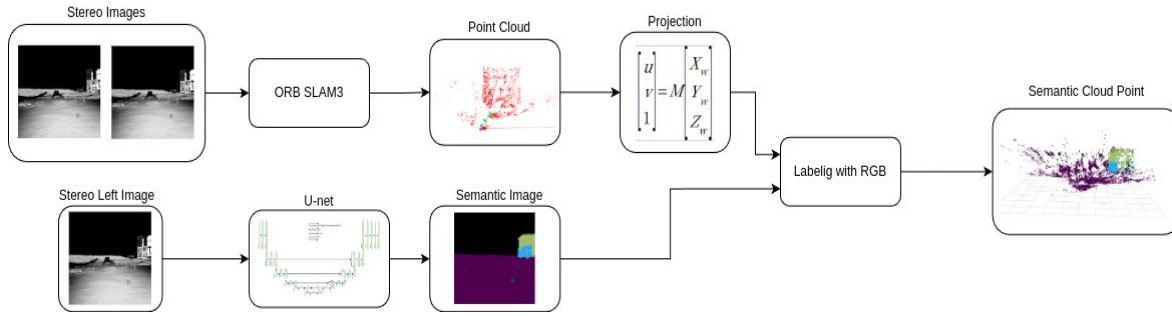 Stereo Images
ORB SLAM3
Point Cloud
Projection
u
v = M
1
X_w
Y_w
Z_w
Semantic Cloud Point
Labelig with RGB
Stereo Left Image
U-net
Semantic Image